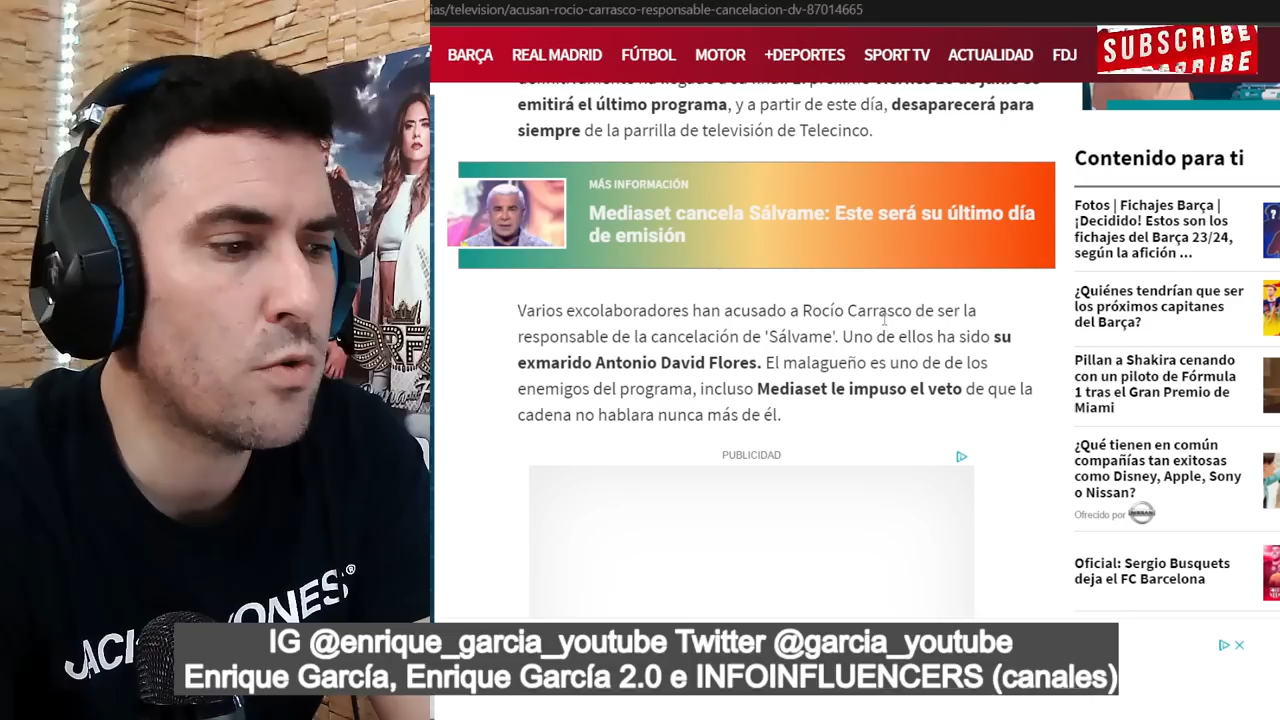 ias/television/acusan-rocio-carrasco-responsable-cancelacion-dv-87014665
BARÇA REAL MADRID FÚTBOL MOTOR +DEPORTES SPORT TV ACTUALIDAD FDJ
SUBSCRIBE
emitirá el último programa, y a partir de este día, desaparecerá para
siempre de la parrilla de televisión de Telecinco.
MÁS INFORMACIÓN
Mediaset cancela Sálvame: Este será su último día
de emisión
Varios excolaboradores han acusado a Rocío Carrasco de ser la
responsable de la cancelación de 'Sálvame'. Uno de ellos ha sido su
exmarido Antonio David Flores. El malagueño es uno de de los
enemigos del programa, incluso Mediaset le impuso el veto de que la
cadena no hablara nunca más de él.
PUBLICIDAD
Contenido para ti
Fotos | Fichajes Barça |
¡Decidido! Estos son los
fichajes del Barça 23/24,
según la afición ...
¿Quiénes tendrían que ser
los próximos capitanes
del Barça?
Pillan a Shakira cenando
con un piloto de Fórmula
1 tras el Gran Premio de
Miami
¿Qué tienen en común
compañías tan exitosas
como Disney, Apple, Sony
o Nissan?
Ofrecido por NISSAN
Oficial: Sergio Busquets
deja el FC Barcelona
IG @enrique_garcia_youtube Twitter @garcia_youtube
Enrique García, Enrique García 2.0 e INFOINFLUENCERS (canales)